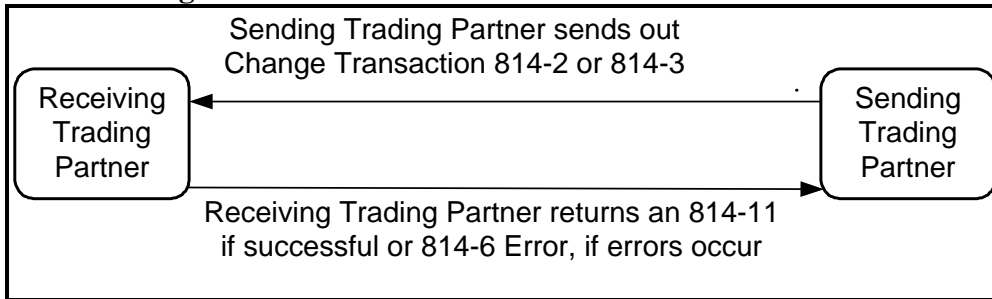 Sending Trading Partner sends out
Change Transaction 814-2 or 814-3
Receiving
Trading
Partner
Sending
Trading
Partner
Receiving Trading Partner returns an 814-11
if successful or 814-6 Error, if errors occur